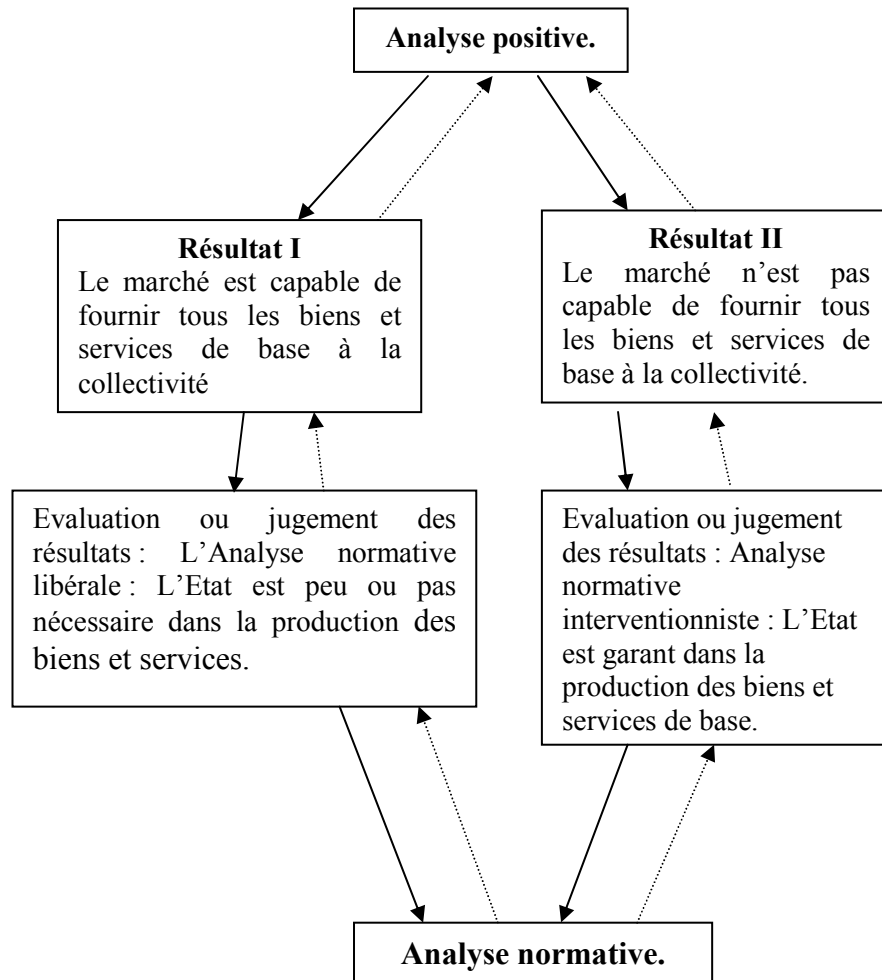 Analyse positive.
Résultat I
Le marché est capable de
fournir tous les biens et
services de base à la
collectivité
Résultat II
Le marché n’est pas
capable de fournir tous
les biens et services de
base à la collectivité.
Evaluation ou jugement des
résultats : L’Analyse normative
libérale : L’Etat est peu ou pas
nécessaire dans la production des
biens et services.
Evaluation ou jugement
des résultats : Analyse
normative
interventionniste : L’Etat
est garant dans la
production des biens et
services de base.
Analyse normative.